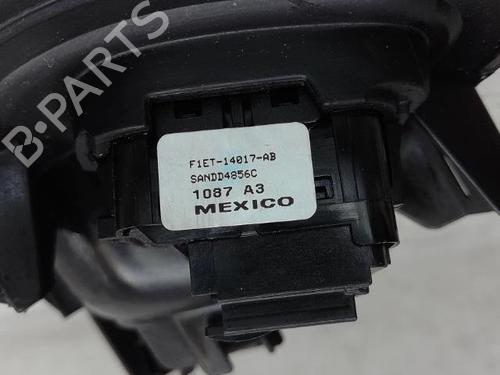 B-PARTS
F1ET-14017-AB
SANDD4856C
1087 A3
MEXICO